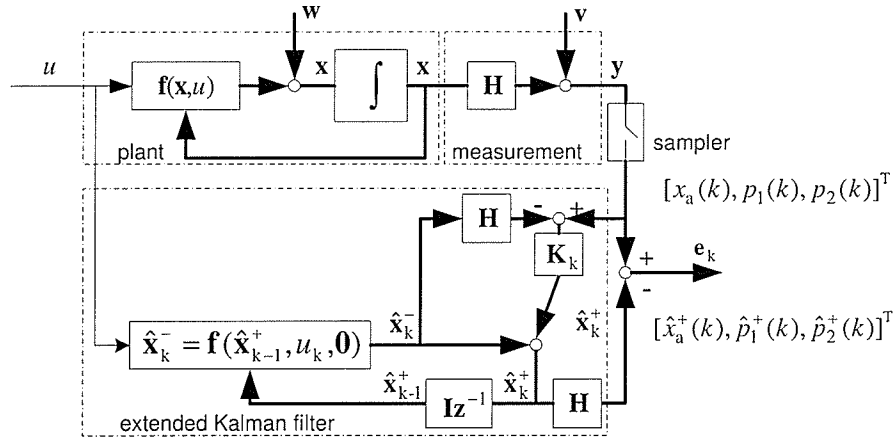 w
v
u
f(x,u)
x
∫
x
H
y
plant
measurement
sampler
[x_a(k), p_1(k), p_2(k)]^T
H
-
+
K_k
+
-
e_k
x̂_k^- = f(x̂_{k-1}^+, u_k, 0)
x̂_k^-
x̂_k^+
[x̂_a^+(k), p̂_1^+(k), p̂_2^+(k)]^T
x̂_{k-1}^+
Iz^{-1}
x̂_k^+
H
extended Kalman filter